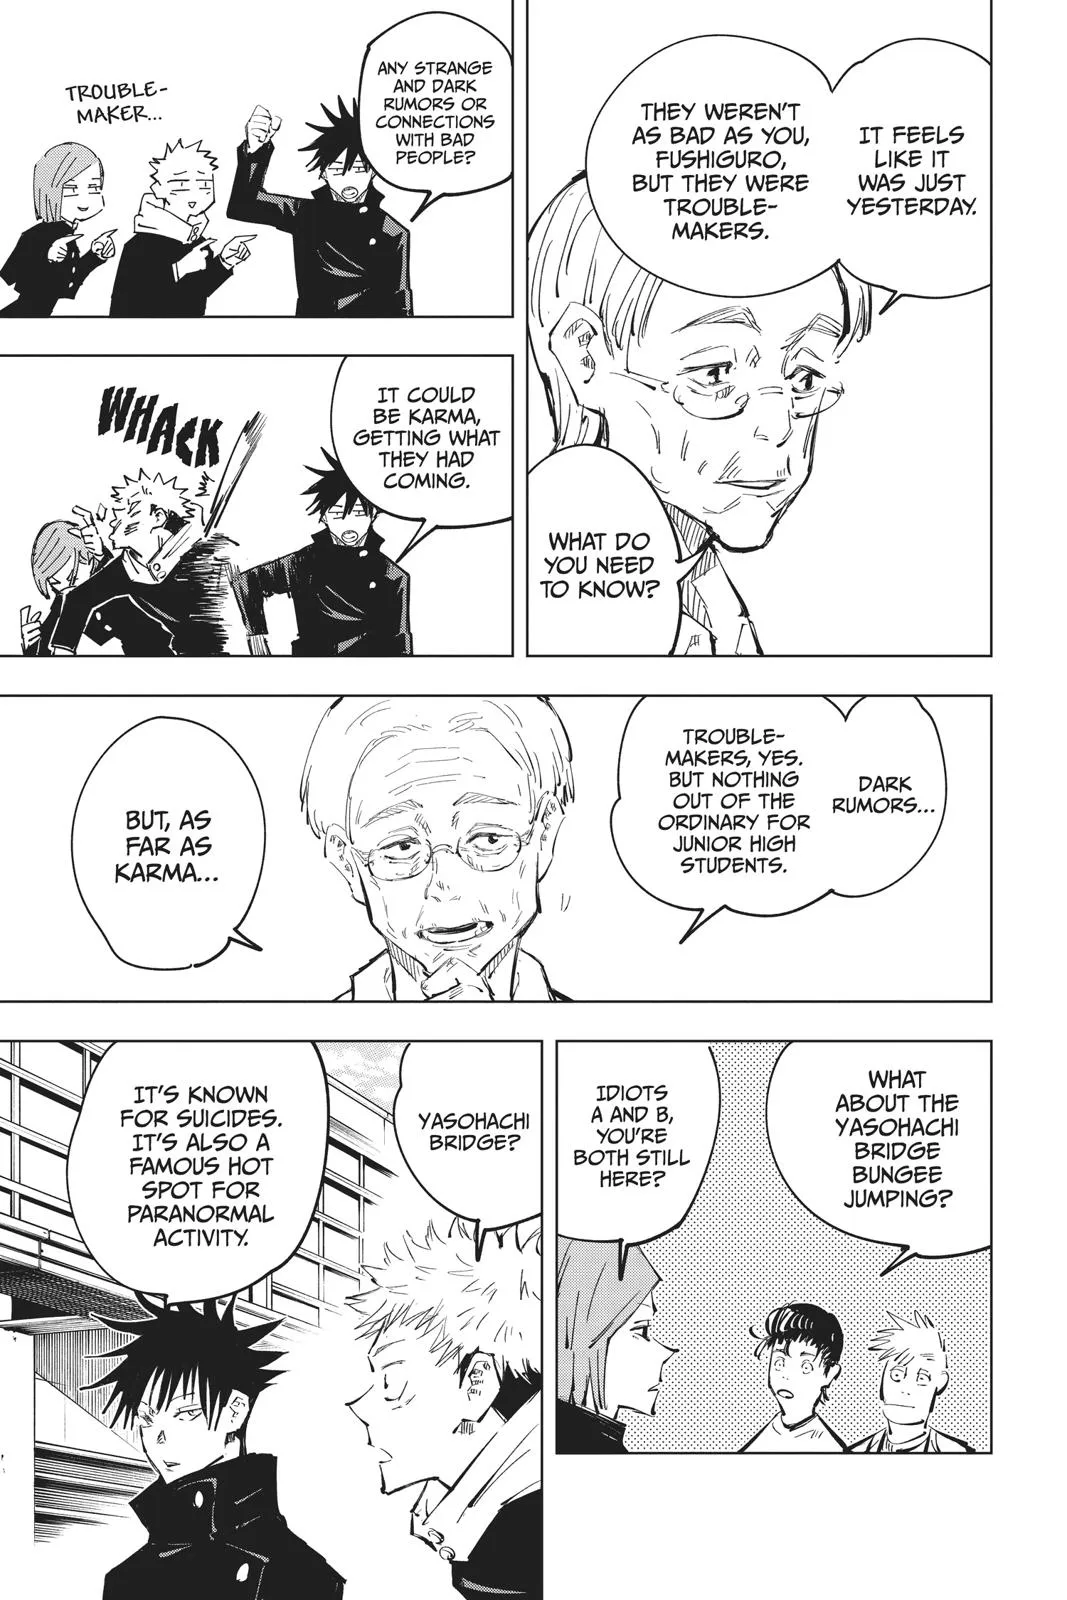 IT FEELS
LIKE IT
WAS JUST
YESTERDAY.
THEY WEREN'T
AS BAD AS YOU,
FUSHIGURO,
BUT THEY WERE
TROUBLE-
MAKERS.
WHAT DO
YOU NEED
TO KNOW?
ANY STRANGE
AND DARK
RUMORS OR
CONNECTIONS
WITH BAD
PEOPLE?
TROUBLE-
MAKER...
IT COULD
BE KARMA,
GETTING WHAT
THEY HAD
COMING.
WHACK
DARK
RUMORS...
TROUBLE-
MAKERS, YES.
BUT NOTHING
OUT OF THE
ORDINARY FOR
JUNIOR HIGH
STUDENTS.
BUT, AS
FAR AS
KARMA...
WHAT
ABOUT THE
YASOHACHI
BRIDGE
BUNGEE
JUMPING?
IDIOTS
A AND B,
YOU'RE
BOTH STILL
HERE?
YASOHACHI
BRIDGE?
IT'S KNOWN
FOR SUICIDES.
IT'S ALSO A
FAMOUS HOT
SPOT FOR
PARANORMAL
ACTIVITY.